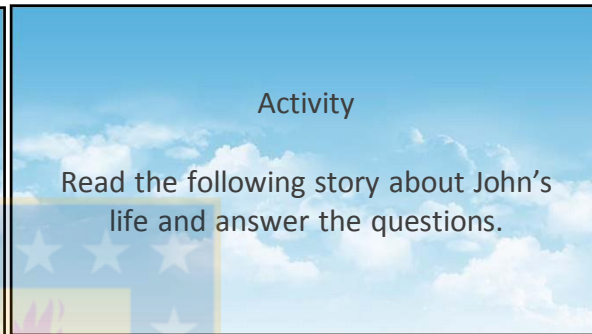 Activity
Read the following story about John’s
life and answer the questions.